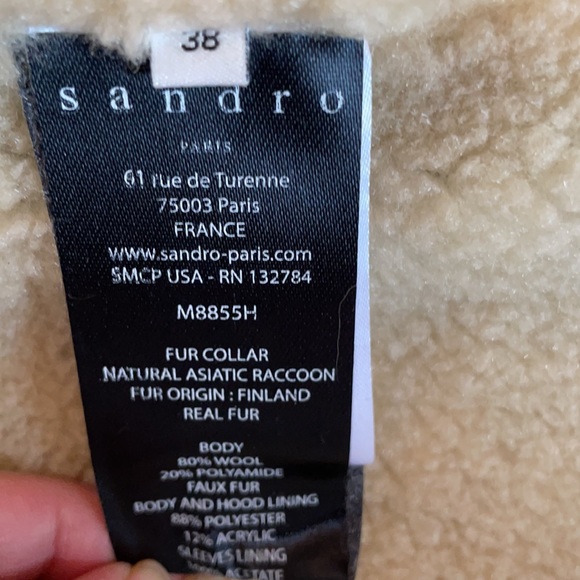 38
sandro
PARIS
61 rue de Turenne
75003 Paris
FRANCE
www.sandro-paris.com
SMCP USA - RN 132784
M8855H
FUR COLLAR
NATURAL ASIATIC RACCOON
FUR ORIGIN : FINLAND
REAL FUR
BODY
80% WOOL
20% POLYAMIDE
FAUX FUR
BODY AND HOOD LINING
88% POLYESTER
12% ACRYLIC
SLEEVES LINING
100% ACETATE